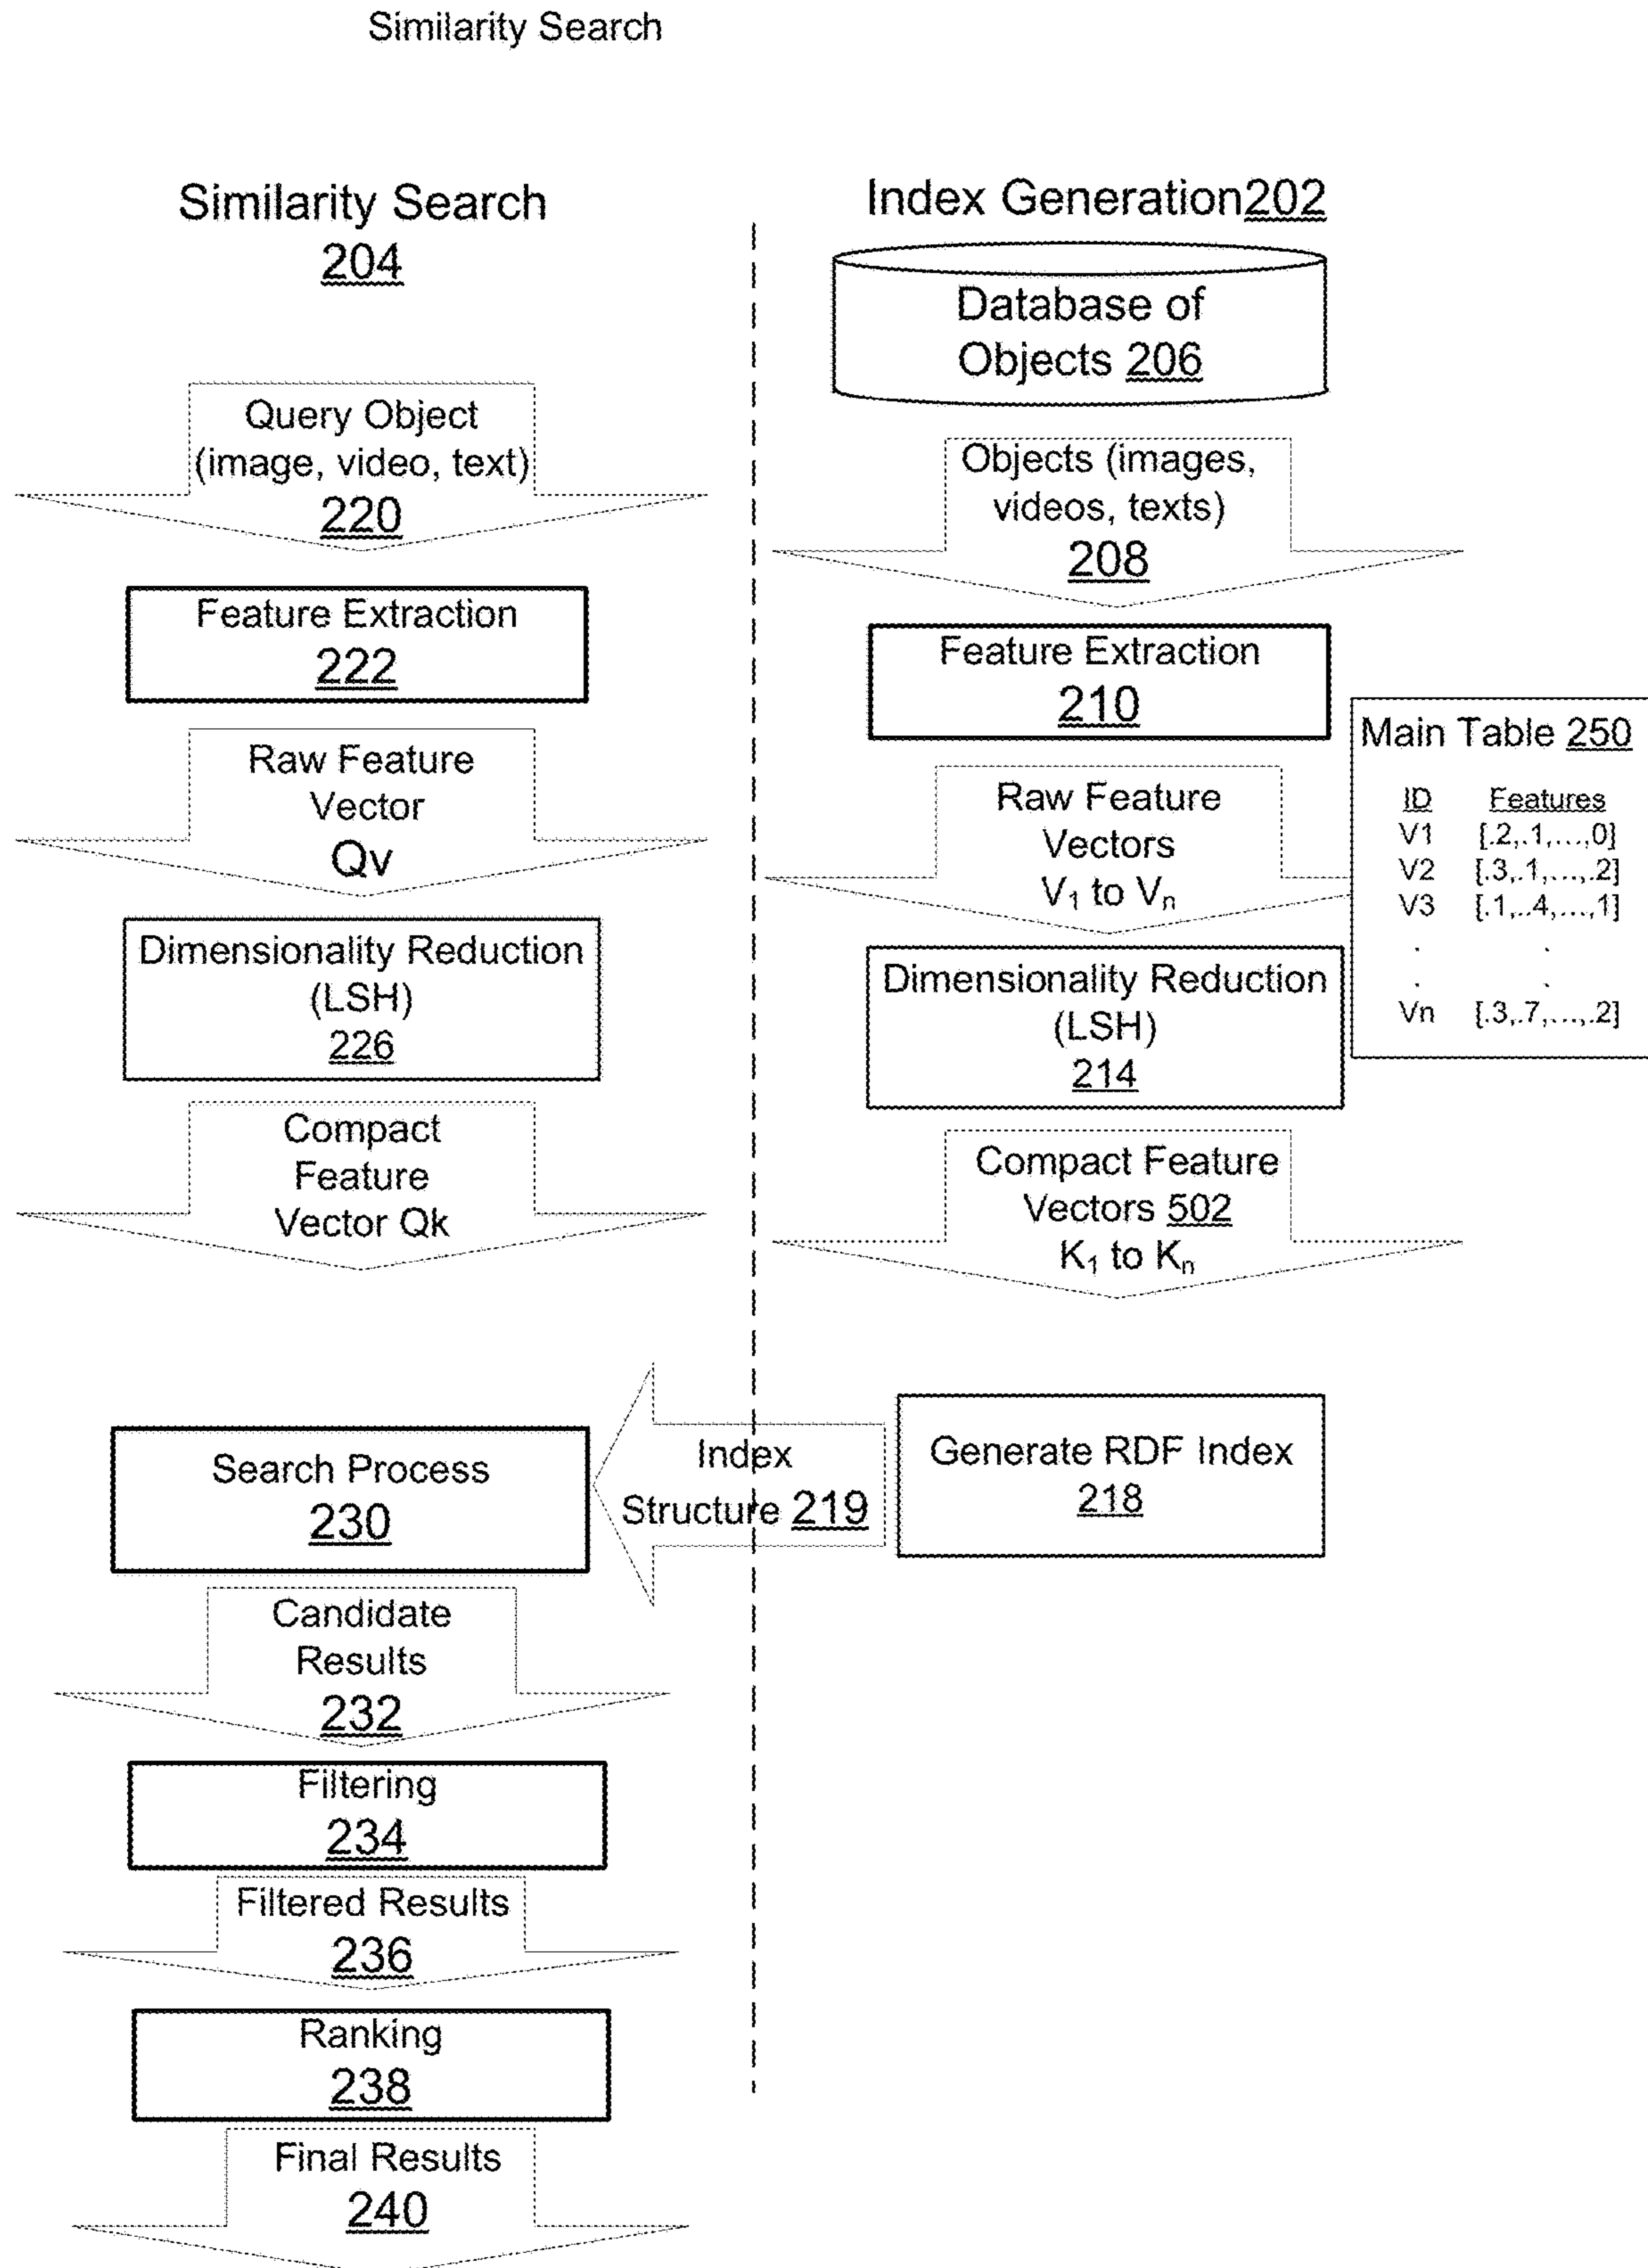 Similarity Search
Similarity Search
204
Query Object
(image, video, text)
220
Feature Extraction
222
Raw Feature
Vector
Qv
Dimensionality Reduction
(LSH)
226
Compact
Feature
Vector Qk
Search Process
230
Candidate
Results
232
Filtering
234
Filtered Results
236
Ranking
238
Final Results
240
Index Generation202
Database of
Objects 206
Objects (images,
videos, texts)
208
Feature Extraction
210
Raw Feature
Vectors
V₁ to Vₙ
Dimensionality Reduction
(LSH)
214
Compact Feature
Vectors 502
K₁ to Kₙ
Generate RDF Index
218
Index
Structure 219
Main Table 250
ID Features
V1 [.2,.1,...,0]
V2 [.3,.1,...,.2]
V3 [.1,..4,...,1]
. .
. .
Vn [.3,.7,...,.2]